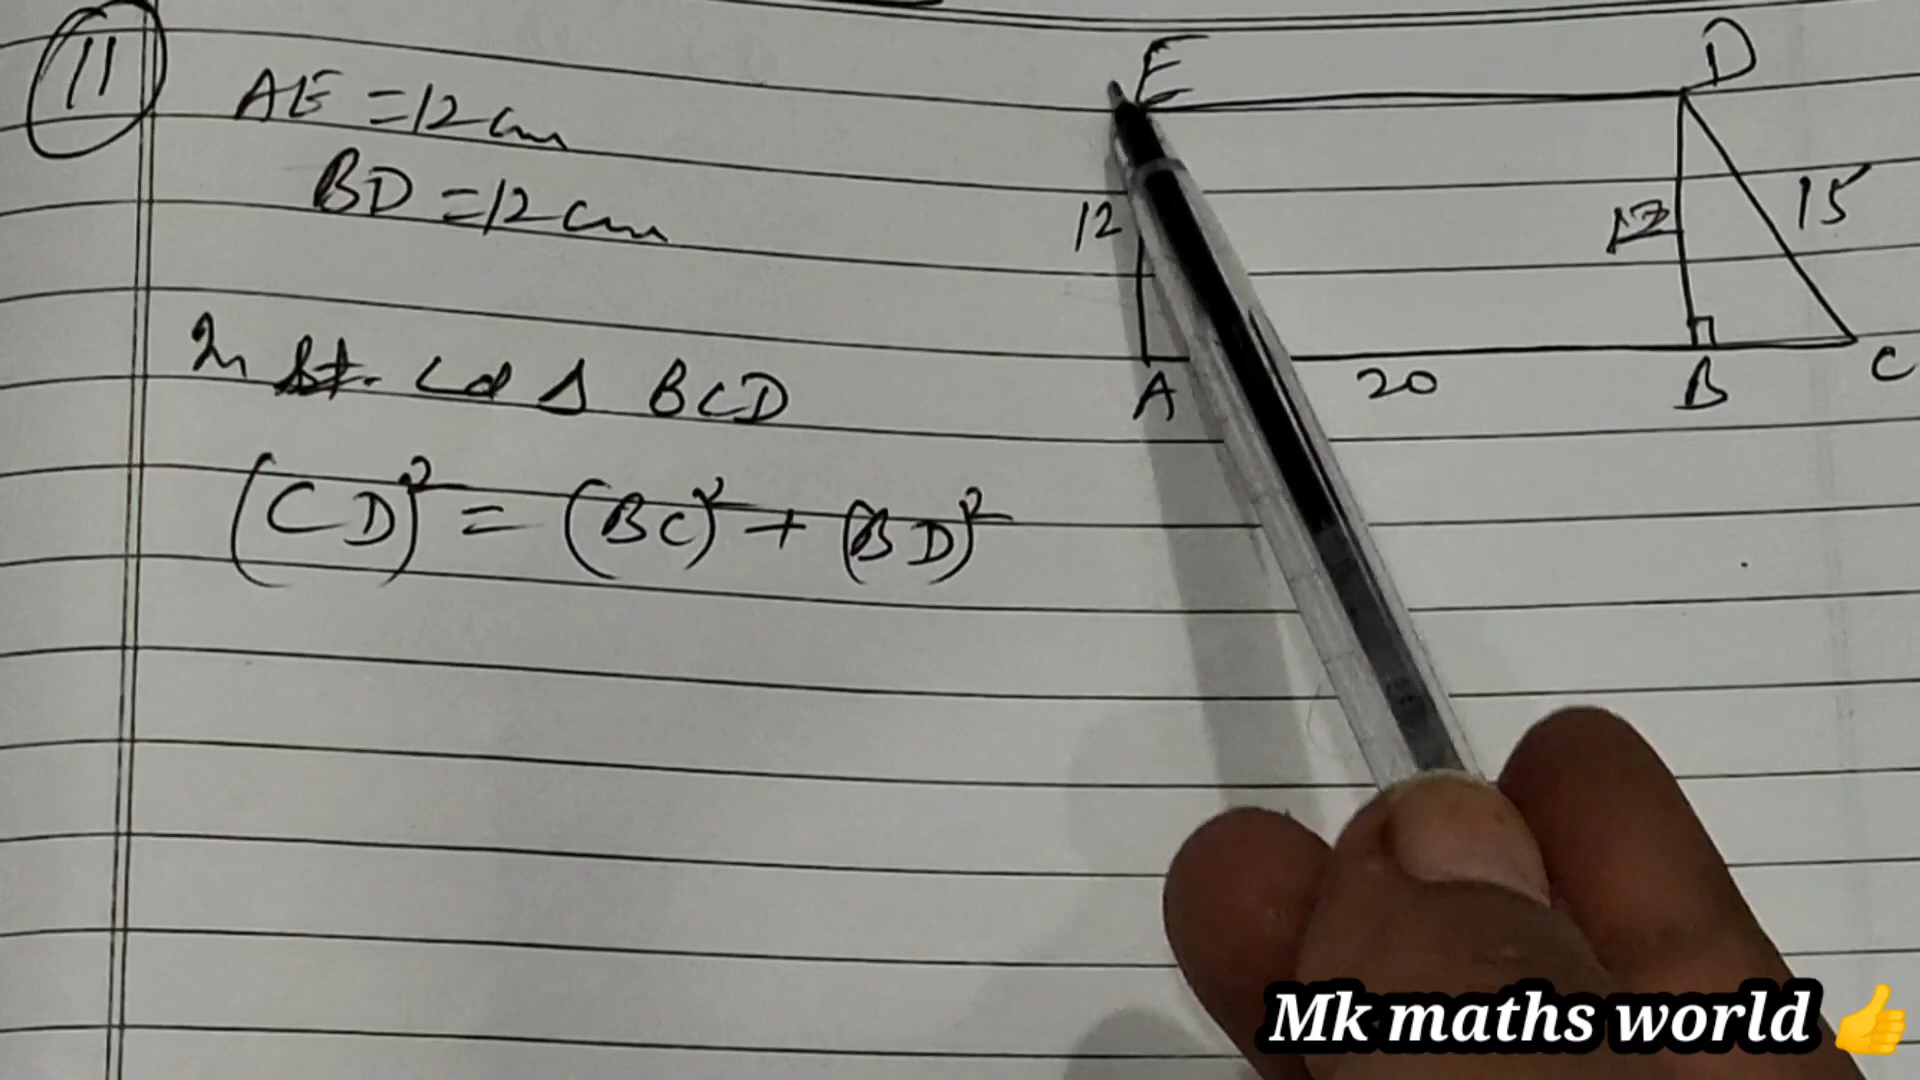 11
AE = 12 cm
BD = 12 cm
In st. ∠d Δ BCD
(CD)² = (BC)² + (BD)²
E
D
12
12
15
A
20
B
C
Mk maths world 👍